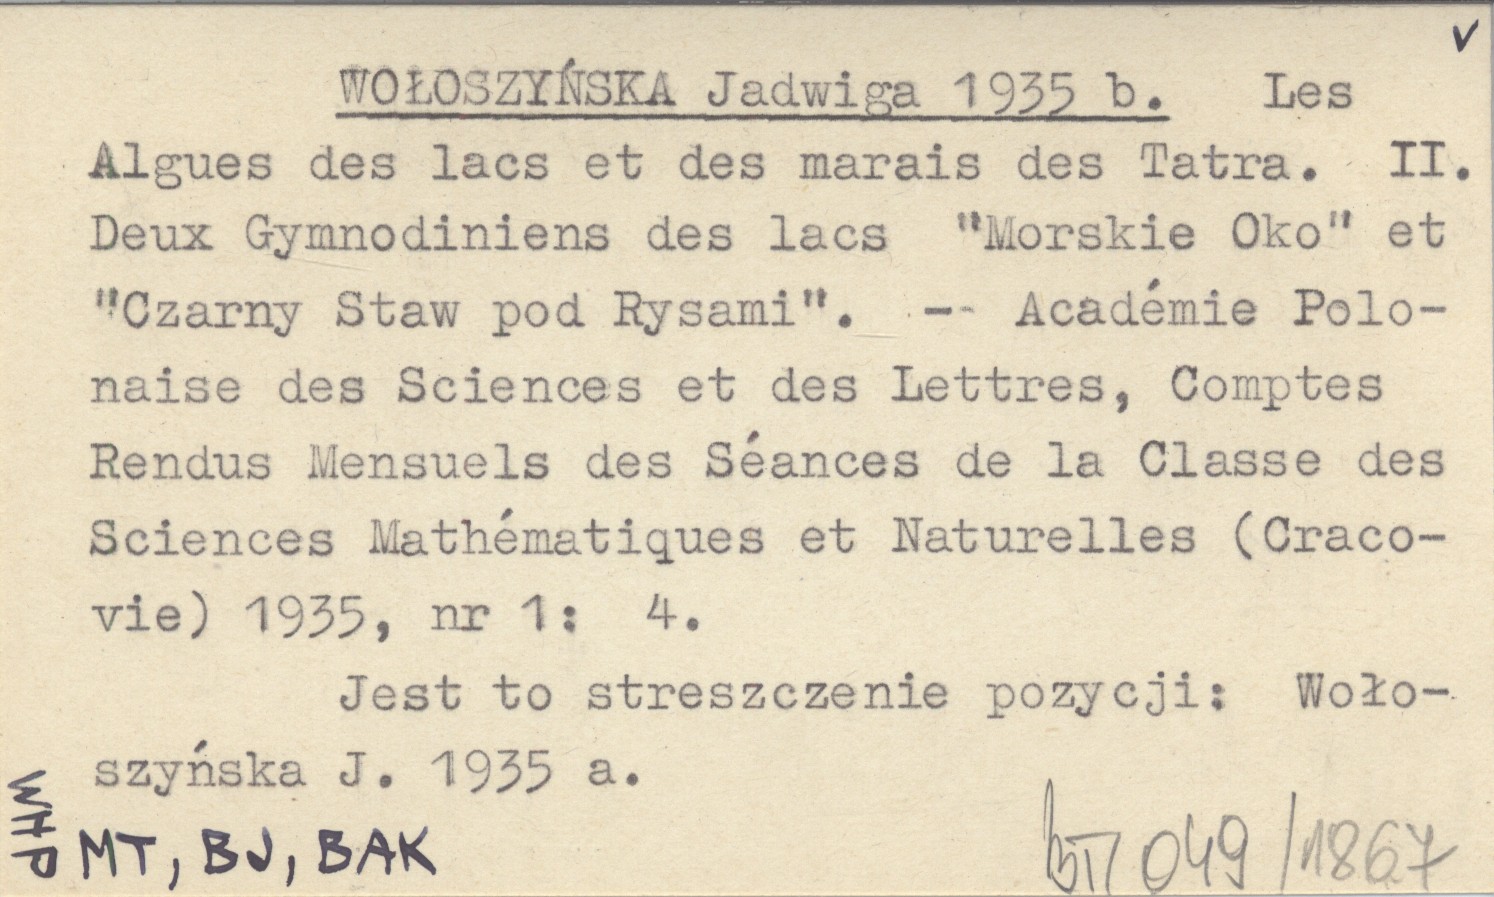 v
WOŁOSZYŃSKA Jadwiga 1935 b. Les
Algues des lacs et des marais des Tatra. II.
Deux Gymnodiniens des lacs "Morskie Oko" et
"Czarny Staw pod Rysami". -- Académie Polo-
naise des Sciences et des Lettres, Comptes
Rendus Mensuels des Séances de la Classe des
Sciences Mathématiques et Naturelles (Craco-
vie) 1935, nr 1: 4.
Jest to streszczenie pozycji: Woło-
szyńska J. 1935 a.
WHP
MT, BJ, BAK
049/1867